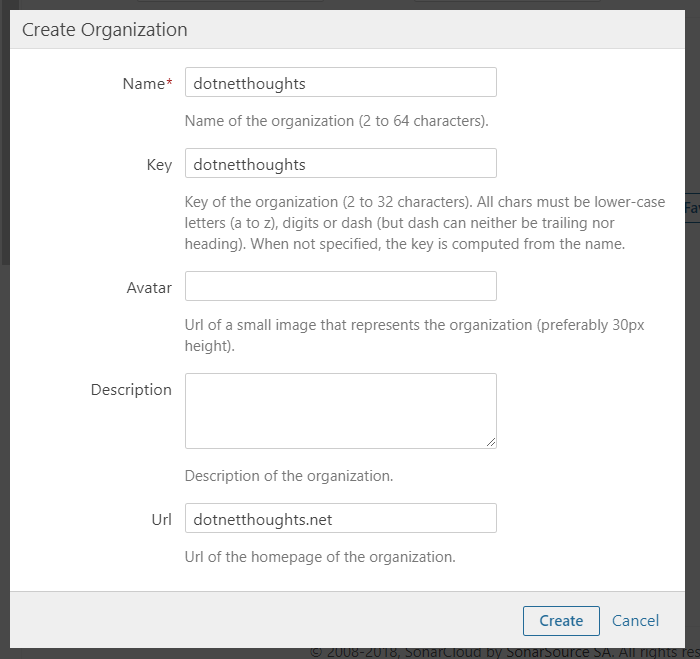 Create Organization
Name*
dotnetthoughts
Name of the organization (2 to 64 characters).
Key
dotnetthoughts
Key of the organization (2 to 32 characters). All chars must be lower-case
letters (a to z), digits or dash (but dash can neither be trailing nor
heading). When not specified, the key is computed from the name.
Fa
Avatar
Url of a small image that represents the organization (preferably 30px
height).
Description
Description of the organization.
Url
dotnetthoughts.net
Url of the homepage of the organization.
Create
Cancel
© 2008-2018, SonarCloud by SonarSource SA. All rights res